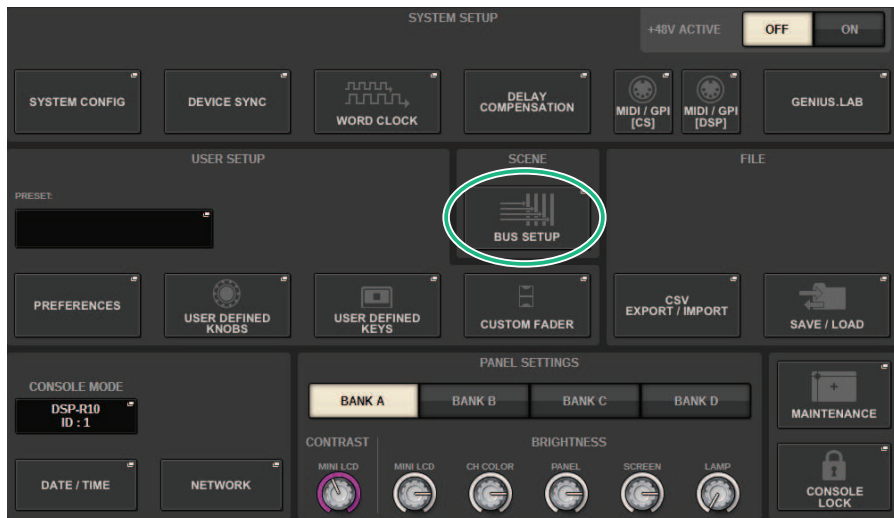 SYSTEM SETUP
+48V ACTIVE
OFF
ON
SYSTEM CONFIG
DEVICE SYNC
WORD CLOCK
DELAY
COMPENSATION
MIDI / GPI
[CS]
MIDI / GPI
[DSP]
GENIUS.LAB
USER SETUP
SCENE
FILE
PRESET:
BUS SETUP
PREFERENCES
USER DEFINED
KNOBS
USER DEFINED
KEYS
CUSTOM FADER
CSV
EXPORT / IMPORT
SAVE / LOAD
CONSOLE MODE
DSP-R10
ID : 1
PANEL SETTINGS
BANK A
BANK B
BANK C
BANK D
MAINTENANCE
CONTRAST
BRIGHTNESS
MINI LCD
MINI LCD
CH COLOR
PANEL
SCREEN
LAMP
DATE / TIME
NETWORK
CONSOLE
LOCK